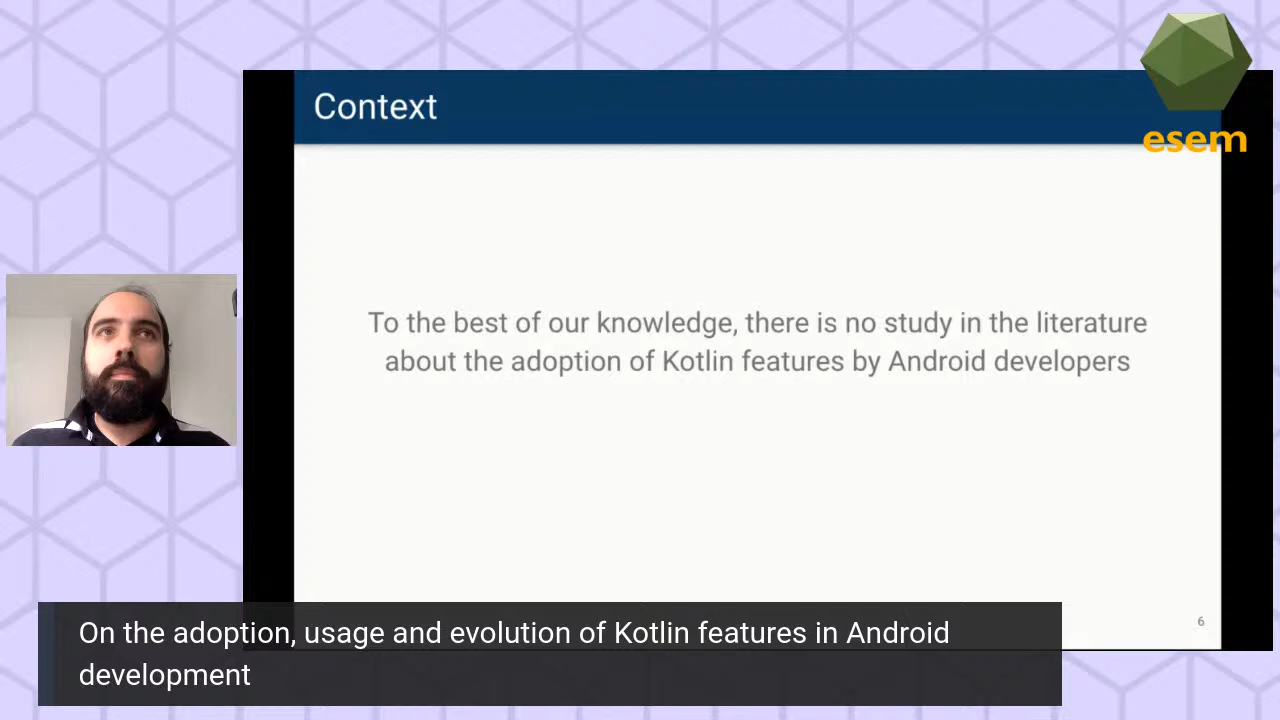 Context
esem
To the best of our knowledge, there is no study in the literature
about the adoption of Kotlin features by Android developers
6
On the adoption, usage and evolution of Kotlin features in Android
development